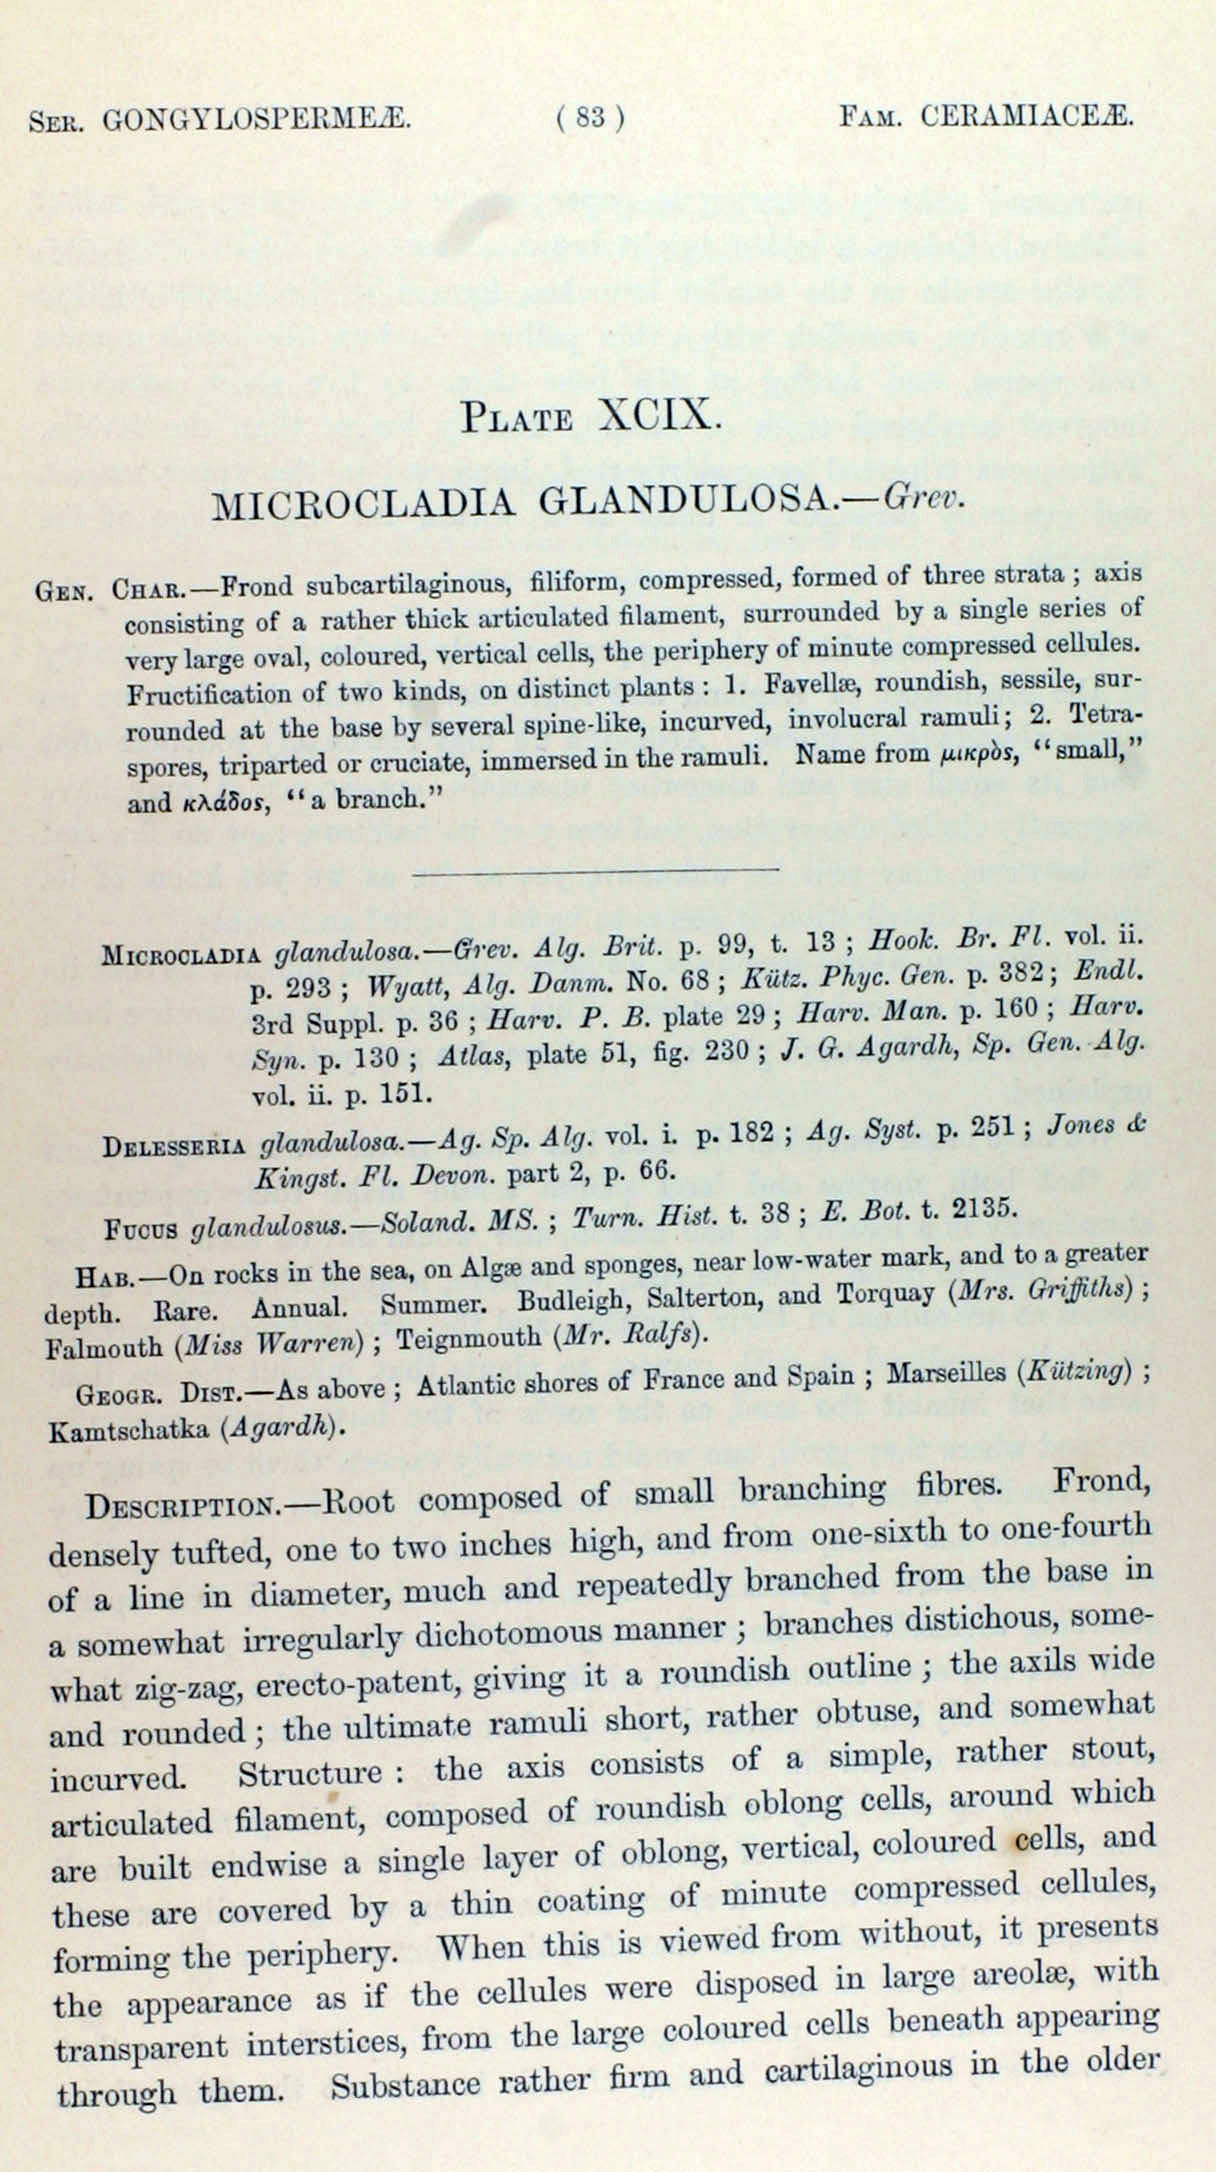 SER. GONGYLOSPERMEÆ. ( 83 ) FAM. CERAMIACEÆ.
PLATE XCIX.
MICROCLADIA GLANDULOSA.—Grev.
GEN. CHAR.—Frond subcartilaginous, filiform, compressed, formed of three strata ; axis
consisting of a rather thick articulated filament, surrounded by a single series of
very large oval, coloured, vertical cells, the periphery of minute compressed cellules.
Fructification of two kinds, on distinct plants : 1. Favellæ, roundish, sessile, sur-
rounded at the base by several spine-like, incurved, involucral ramuli ; 2. Tetra-
spores, triparted or cruciate, immersed in the ramuli. Name from μικρὸς, “small,”
and κλάδος, “a branch.”
MICROCLADIA glandulosa.—Grev. Alg. Brit. p. 99, t. 13 ; Hook. Br. Fl. vol. ii.
p. 293 ; Wyatt, Alg. Danm. No. 68 ; Kütz. Phyc. Gen. p. 382 ; Endl.
3rd Suppl. p. 36 ; Harv. P. B. plate 29 ; Harv. Man. p. 160 ; Harv.
Syn. p. 130 ; Atlas, plate 51, fig. 230 ; J. G. Agardh, Sp. Gen. Alg.
vol. ii. p. 151.
DELESSERIA glandulosa.—Ag. Sp. Alg. vol. i. p. 182 ; Ag. Syst. p. 251 ; Jones &
Kingst. Fl. Devon. part 2, p. 66.
FUCUS glandulosus.—Soland. MS. ; Turn. Hist. t. 38 ; E. Bot. t. 2135.
HAB.—On rocks in the sea, on Algæ and sponges, near low-water mark, and to a greater
depth. Rare. Annual. Summer. Budleigh, Salterton, and Torquay (Mrs. Griffiths) ;
Falmouth (Miss Warren) ; Teignmouth (Mr. Ralfs).
GEOGR. DIST.—As above ; Atlantic shores of France and Spain ; Marseilles (Kützing) ;
Kamtschatka (Agardh).
DESCRIPTION.—Root composed of small branching fibres. Frond,
densely tufted, one to two inches high, and from one-sixth to one-fourth
of a line in diameter, much and repeatedly branched from the base in
a somewhat irregularly dichotomous manner ; branches distichous, some-
what zig-zag, erecto-patent, giving it a roundish outline ; the axils wide
and rounded ; the ultimate ramuli short, rather obtuse, and somewhat
incurved. Structure : the axis consists of a simple, rather stout,
articulated filament, composed of roundish oblong cells, around which
are built endwise a single layer of oblong, vertical, coloured cells, and
these are covered by a thin coating of minute compressed cellules,
forming the periphery. When this is viewed from without, it presents
the appearance as if the cellules were disposed in large areolæ, with
transparent interstices, from the large coloured cells beneath appearing
through them. Substance rather firm and cartilaginous in the older